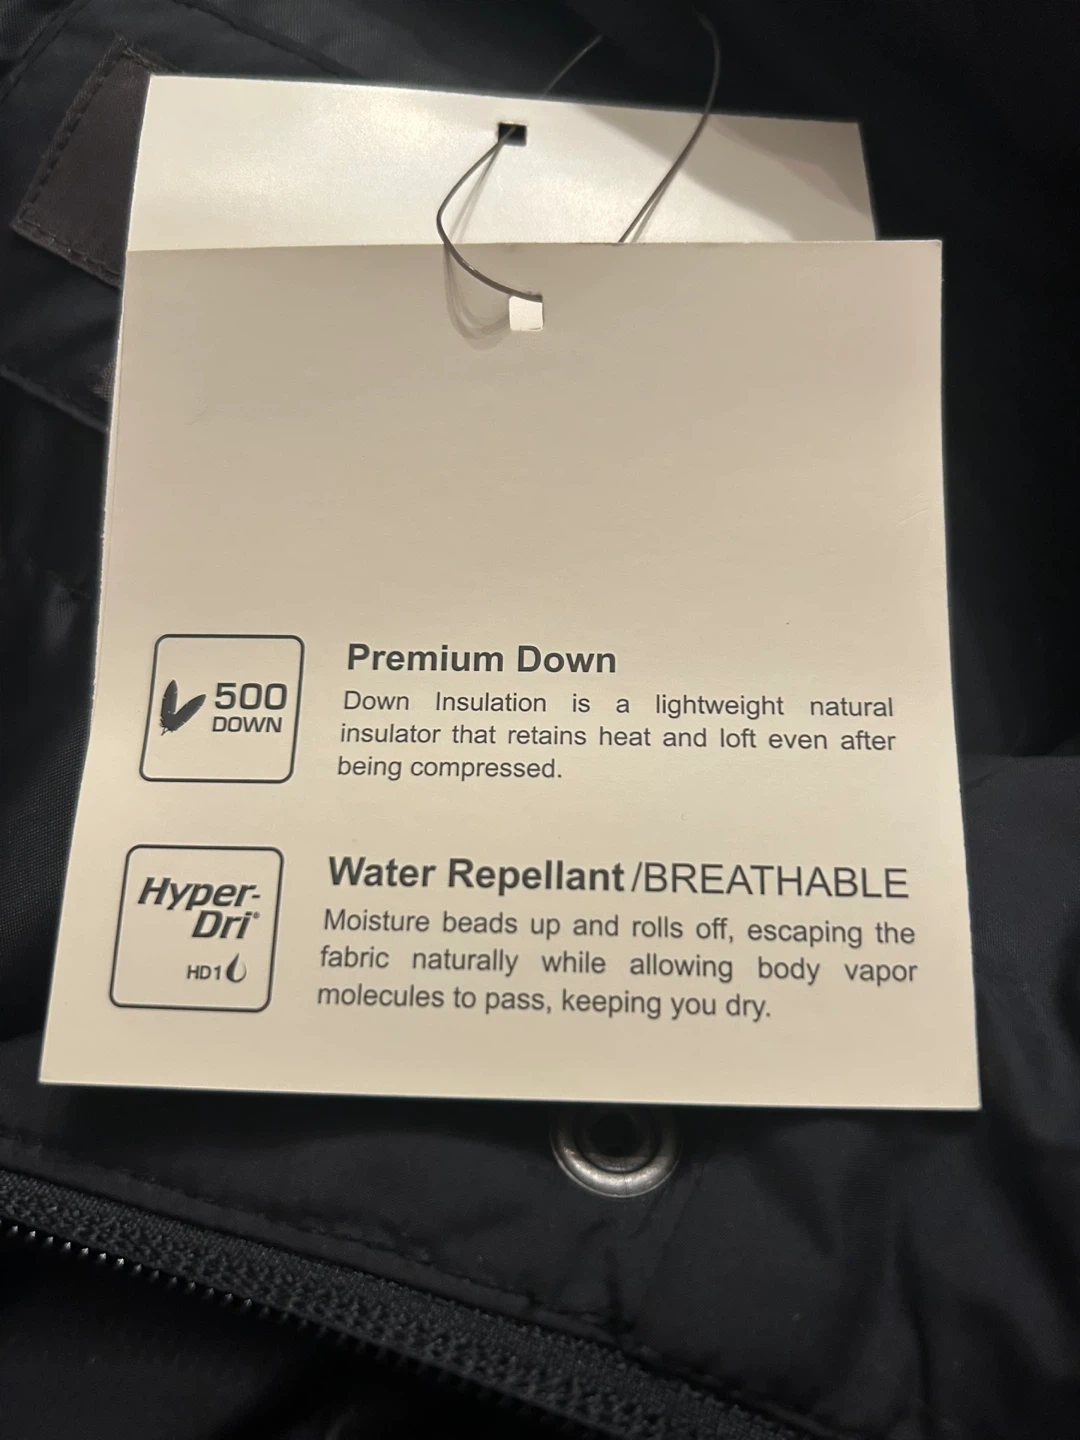 500
DOWN
Premium Down
Down Insulation is a lightweight natural
insulator that retains heat and loft even after
being compressed.
Hyper-
Dri®
HD1
Water Repellant/BREATHABLE
Moisture beads up and rolls off, escaping the
fabric naturally while allowing body vapor
molecules to pass, keeping you dry.